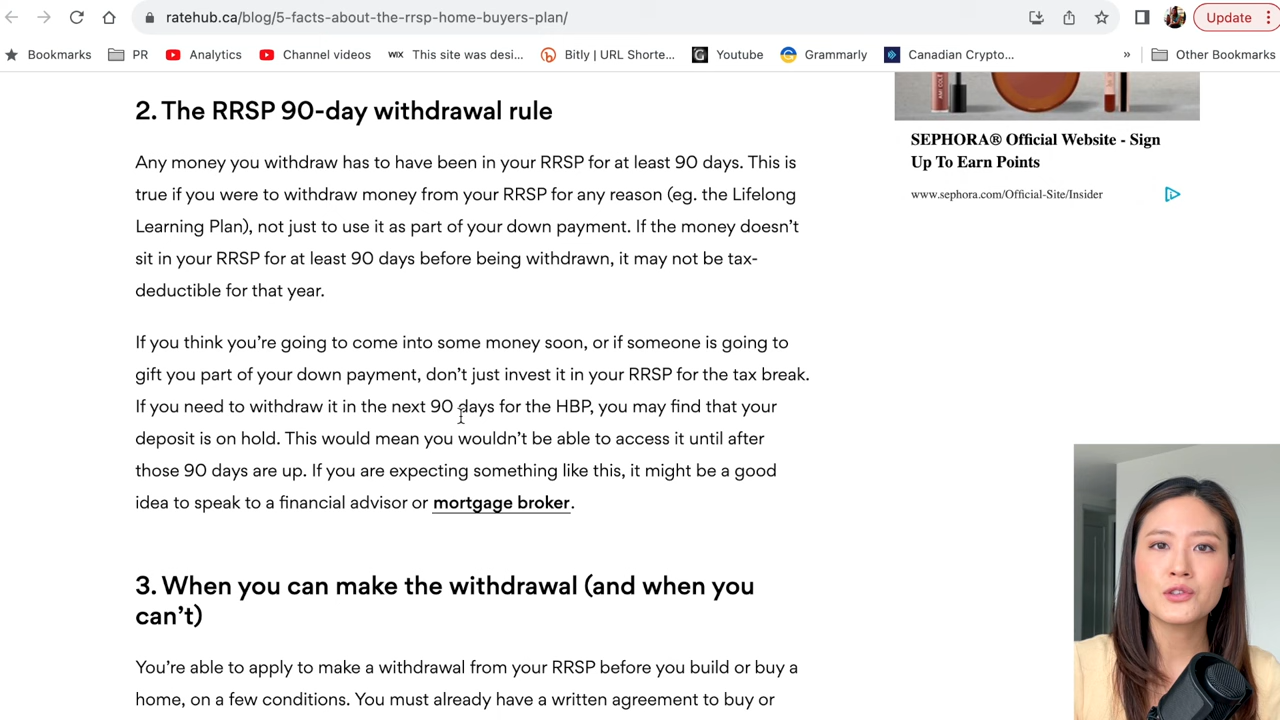 ratehub.ca/blog/5-facts-about-the-rrsp-home-buyers-plan/
Update
Bookmarks
PR
Analytics
Channel videos
WIX This site was desi...
Bitly | URL Shorte...
Youtube
Grammarly
Canadian Crypto...
»
Other Bookmarks
2. The RRSP 90-day withdrawal rule
Any money you withdraw has to have been in your RRSP for at least 90 days. This is
true if you were to withdraw money from your RRSP for any reason (eg. the Lifelong
Learning Plan), not just to use it as part of your down payment. If the money doesn’t
sit in your RRSP for at least 90 days before being withdrawn, it may not be tax-
deductible for that year.
If you think you’re going to come into some money soon, or if someone is going to
gift you part of your down payment, don’t just invest it in your RRSP for the tax break.
If you need to withdraw it in the next 90 days for the HBP, you may find that your
deposit is on hold. This would mean you wouldn’t be able to access it until after
those 90 days are up. If you are expecting something like this, it might be a good
idea to speak to a financial advisor or mortgage broker.
3. When you can make the withdrawal (and when you
can’t)
You’re able to apply to make a withdrawal from your RRSP before you build or buy a
home, on a few conditions. You must already have a written agreement to buy or
SEPHORA® Official Website - Sign
Up To Earn Points
www.sephora.com/Official-Site/Insider